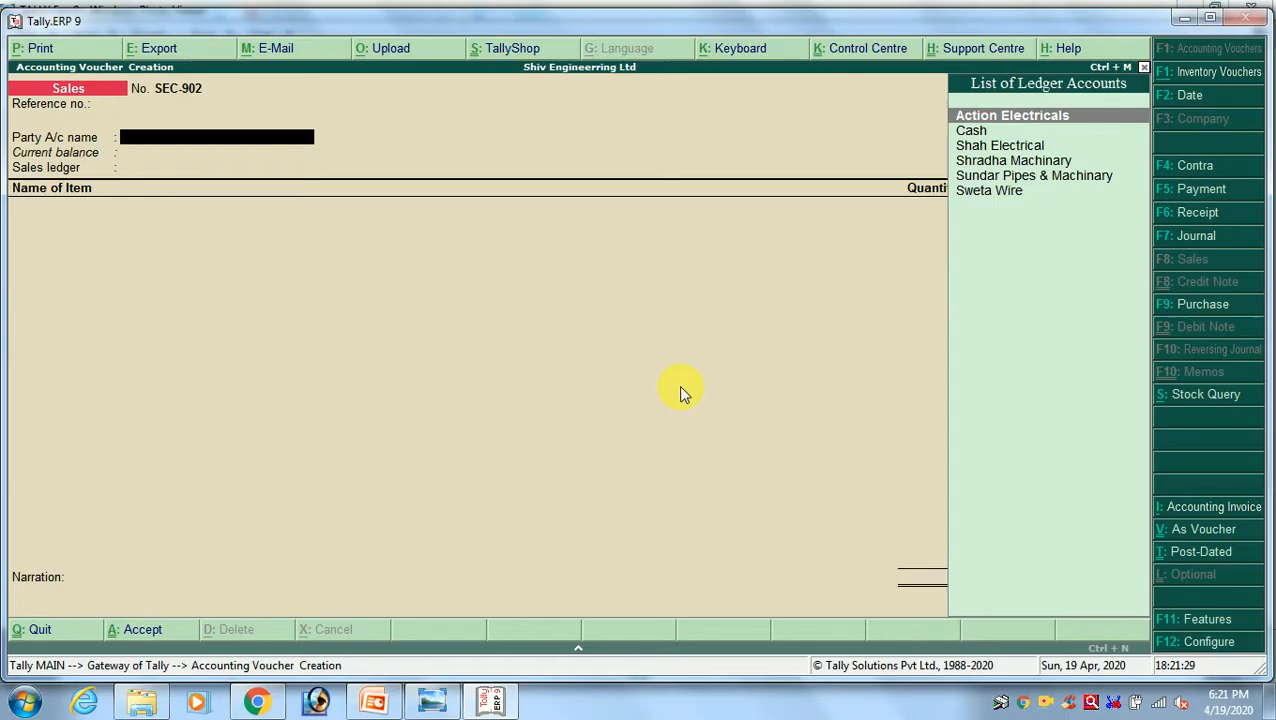 Tally.ERP 9
P: Print
E: Export
M: E-Mail
O: Upload
S: TallyShop
G: Language
K: Keyboard
K: Control Centre
H: Support Centre
H: Help
Accounting Voucher Creation
Shiv Engineering Ltd
Ctrl + M
Sales No. SEC-902
Reference no.:
Party A/c name :
Current balance :
Sales ledger :
Name of Item
Quanti
Narration:
List of Ledger Accounts
Action Electricals
Cash
Shah Electrical
Shradha Machinary
Sundar Pipes & Machinary
Sweta Wire
F1: Accounting Vouchers
F1: Inventory Vouchers
F2: Date
F3: Company
F4: Contra
F5: Payment
F6: Receipt
F7: Journal
F8: Sales
F8: Credit Note
F9: Purchase
F9: Debit Note
F10: Reversing Journal
F10: Memos
S: Stock Query
I: Accounting Invoice
V: As Voucher
T: Post-Dated
L: Optional
F11: Features
F12: Configure
Q: Quit
A: Accept
D: Delete
X: Cancel
Ctrl + N
Tally MAIN --> Gateway of Tally --> Accounting Voucher Creation
© Tally Solutions Pvt Ltd., 1988-2020
Sun, 19 Apr, 2020
18:21:29
Tally ERP 9
6:21 PM
4/19/2020